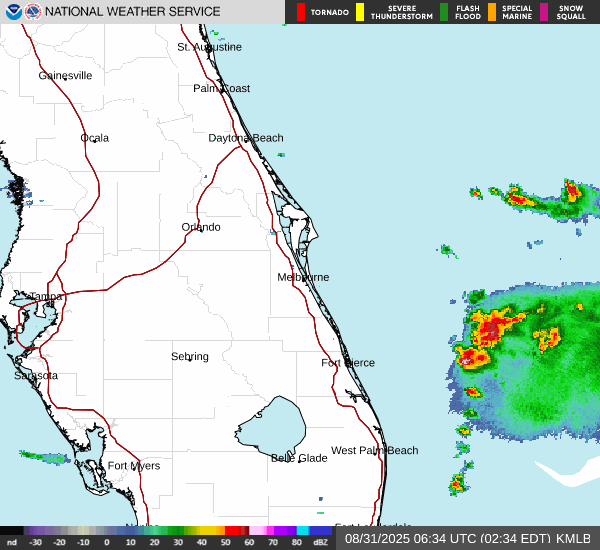 NATIONAL WEATHER SERVICE
TORNADO
SEVERE THUNDERSTORM
FLASH FLOOD
SPECIAL MARINE
SNOW SQUALL
St. Augustine
Gainesville
Palm Coast
Ocala
Daytona Beach
Orlando
Melbourne
Tampa
Sebring
Fort Pierce
Sarasota
West Palm Beach
Belle Glade
Fort Myers
nd -30 -20 -10 0 10 20 30 40 50 60 70 80 dBZ
08/31/2025 06:34 UTC (02:34 EDT) KMLB